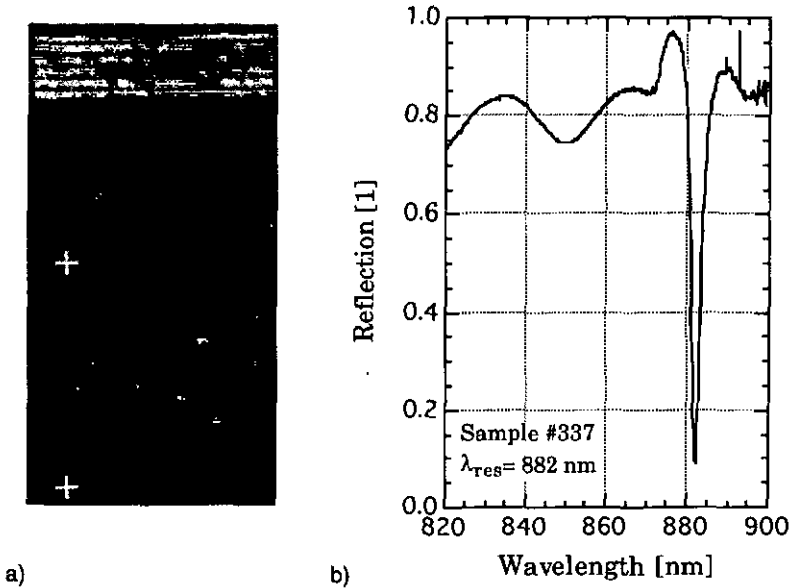 1.0
0.8
0.6
0.4
0.2
0.0
Reflection [1]
Sample #337
λres= 882 nm
820 840 860 880 900
Wavelength [nm]
a) b)